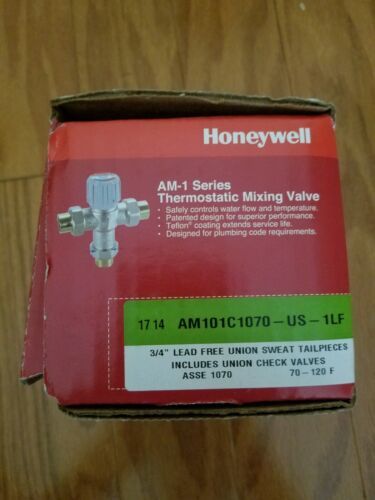 Honeywell
AM-1 Series
Thermostatic Mixing Valve
• Safely controls water flow and temperature.
• Patented design for superior performance.
• Teflon® coating extends service life.
• Designed for plumbing code requirements.
1714 AM101C1070-US-1LF
3/4" LEAD FREE UNION SWEAT TAILPIECES
INCLUDES UNION CHECK VALVES
ASSE 1070 70-120 F